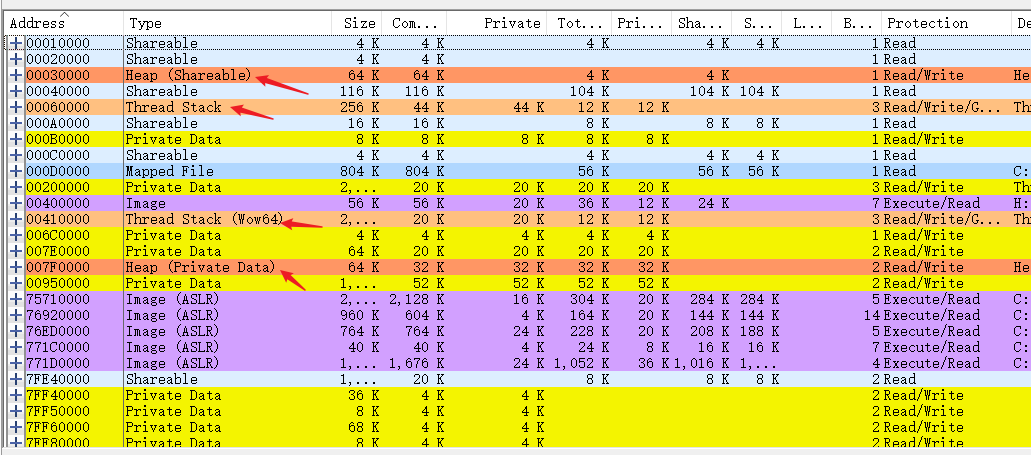 Address Type Size Com... Private Tot... Pri... Sha... S... L... B... Protection De
00010000 Shareable 4 K 4 K 4 K 4 K 4 K 1 Read
00020000 Shareable 4 K 4 K 1 Read
00030000 Heap (Shareable) 64 K 64 K 4 K 4 K 1 Read/Write He
00040000 Shareable 116 K 116 K 104 K 104 K 104 K 1 Read
00060000 Thread Stack 256 K 44 K 44 K 12 K 12 K 3 Read/Write/G... Th
000A0000 Shareable 16 K 16 K 8 K 8 K 8 K 1 Read
000B0000 Private Data 8 K 8 K 8 K 8 K 8 K 1 Read/Write
000C0000 Shareable 4 K 4 K 4 K 4 K 4 K 1 Read
000D0000 Mapped File 804 K 804 K 56 K 56 K 56 K 1 Read C:
00200000 Private Data 2,... 20 K 20 K 20 K 20 K 3 Read/Write Th
00400000 Image 56 K 56 K 20 K 36 K 12 K 24 K 7 Execute/Read H:
00410000 Thread Stack (Wow64) 2,... 20 K 20 K 12 K 12 K 3 Read/Write/G... Th
006C0000 Private Data 4 K 4 K 4 K 4 K 4 K 1 Read/Write
007E0000 Private Data 64 K 20 K 20 K 20 K 20 K 2 Read/Write
007F0000 Heap (Private Data) 64 K 32 K 32 K 32 K 32 K 2 Read/Write He
00950000 Private Data 1,... 52 K 52 K 52 K 52 K 2 Read/Write
75710000 Image (ASLR) 2,... 2,128 K 16 K 304 K 20 K 284 K 284 K 5 Execute/Read C:
76920000 Image (ASLR) 960 K 604 K 4 K 164 K 20 K 144 K 144 K 14 Execute/Read C:
76ED0000 Image (ASLR) 764 K 764 K 24 K 228 K 20 K 208 K 188 K 5 Execute/Read C:
771C0000 Image (ASLR) 40 K 40 K 4 K 24 K 8 K 16 K 16 K 7 Execute/Read C:
771D0000 Image (ASLR) 1,... 1,676 K 24 K 1,052 K 36 K 1,016 K 1,... 4 Execute/Read C:
7FE40000 Shareable 1,... 20 K 8 K 8 K 8 K 2 Read
7FF40000 Private Data 36 K 4 K 4 K 2 Read/Write
7FF50000 Private Data 8 K 4 K 4 K 2 Read/Write
7FF60000 Private Data 68 K 4 K 4 K 2 Read/Write
7FF80000 Private Data 8 K 4 K 4 K 2 Read/Write